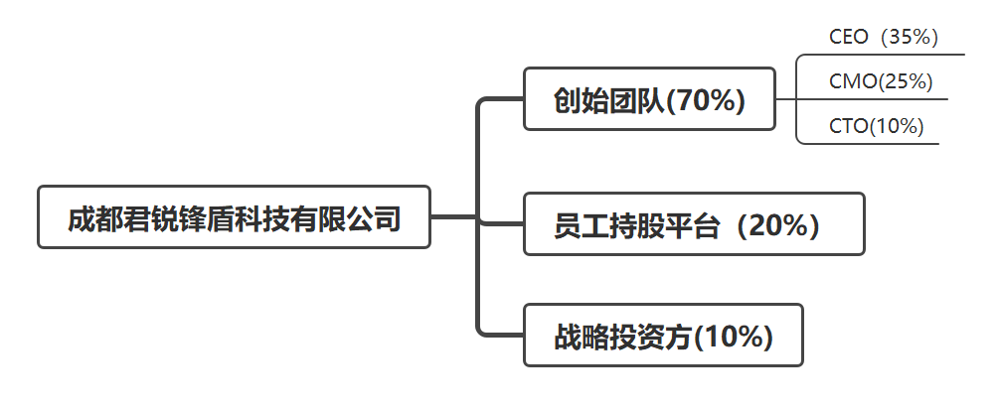 CEO（35%）
创始团队(70%)
CMO(25%)
CTO(10%)
成都君锐锋盾科技有限公司
员工持股平台（20%）
战略投资方(10%)